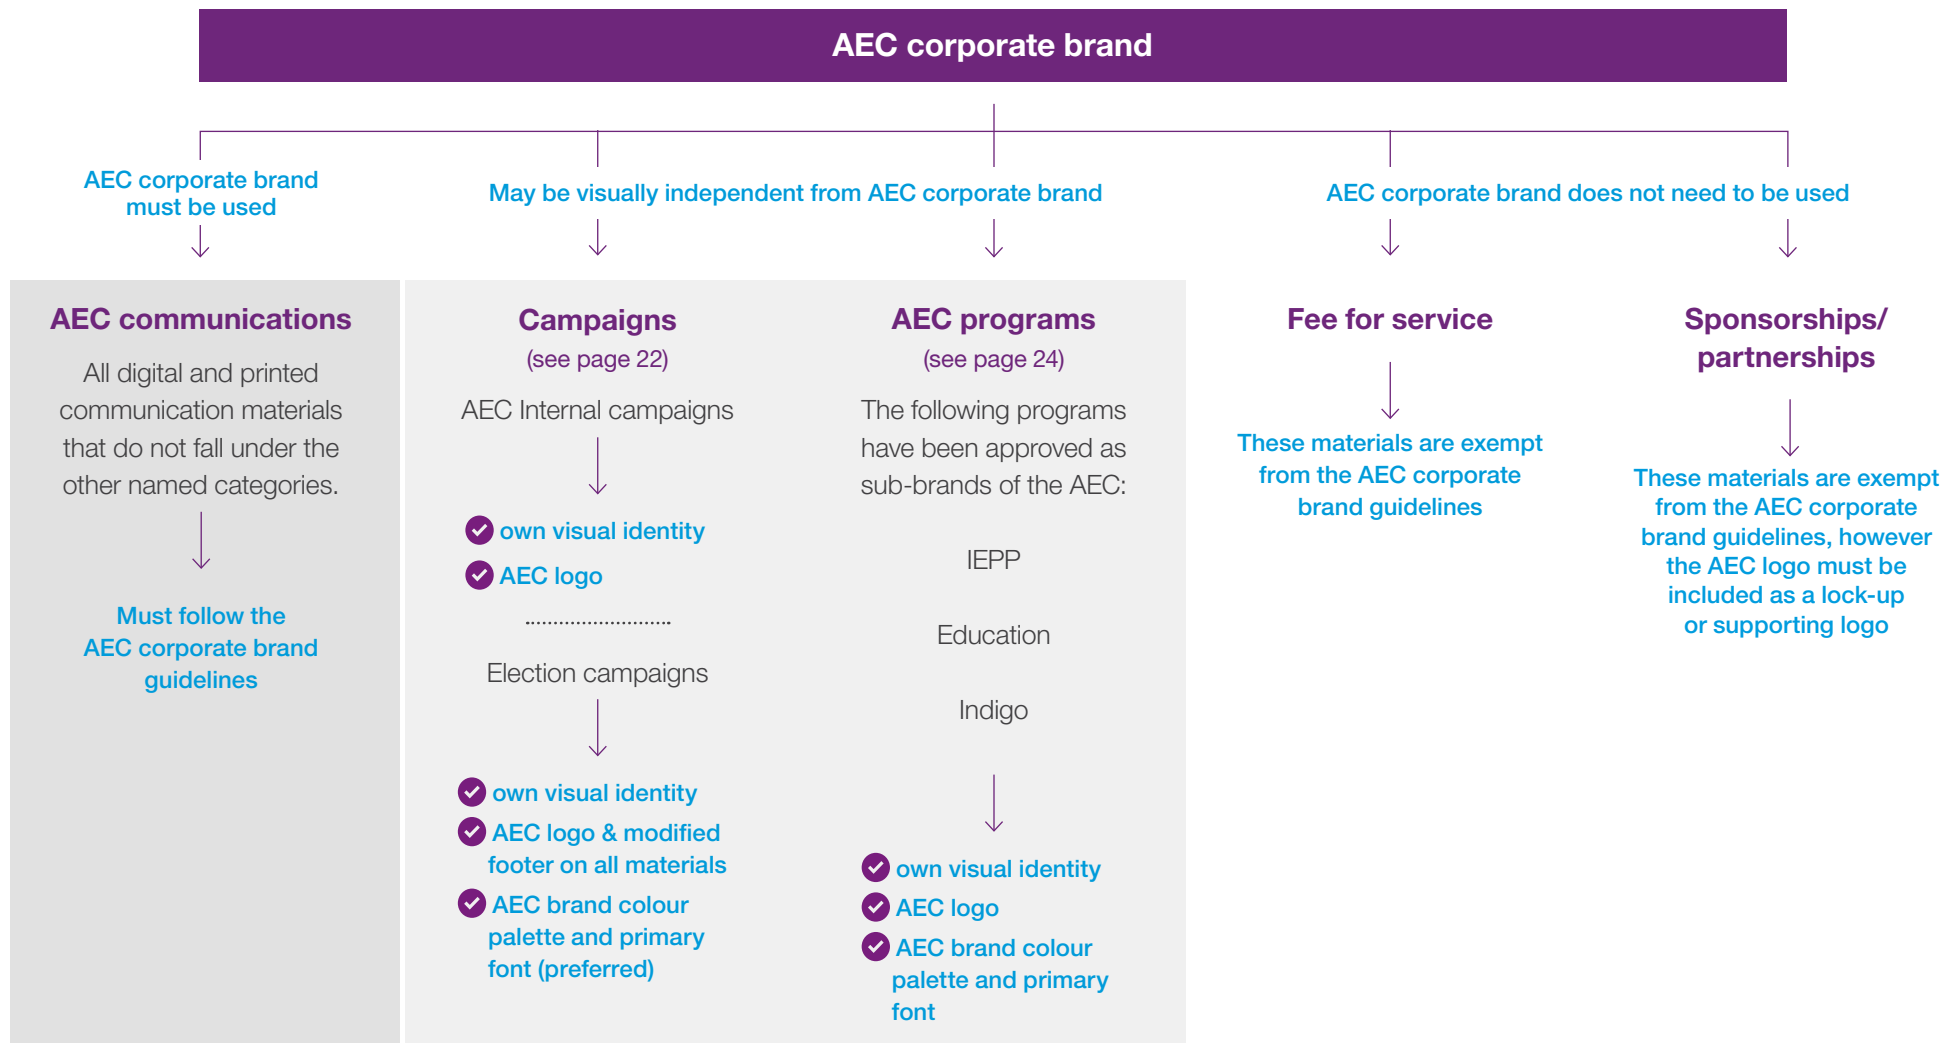 AEC corporate brand
AEC corporate brand
must be used
May be visually independent from AEC corporate brand
AEC corporate brand does not need to be used
AEC communications
All digital and printed
communication materials
that do not fall under the
other named categories.
Must follow the
AEC corporate brand
guidelines
Campaigns
(see page 22)
AEC Internal campaigns
own visual identity
AEC logo
Election campaigns
own visual identity
AEC logo & modified
footer on all materials
AEC brand colour
palette and primary
font (preferred)
AEC programs
(see page 24)
The following programs
have been approved as
sub-brands of the AEC:
IEPP
Education
Indigo
own visual identity
AEC logo
AEC brand colour
palette and primary
font
Fee for service
These materials are exempt
from the AEC corporate
brand guidelines
Sponsorships/
partnerships
These materials are exempt
from the AEC corporate
brand guidelines, however
the AEC logo must be
included as a lock-up
or supporting logo